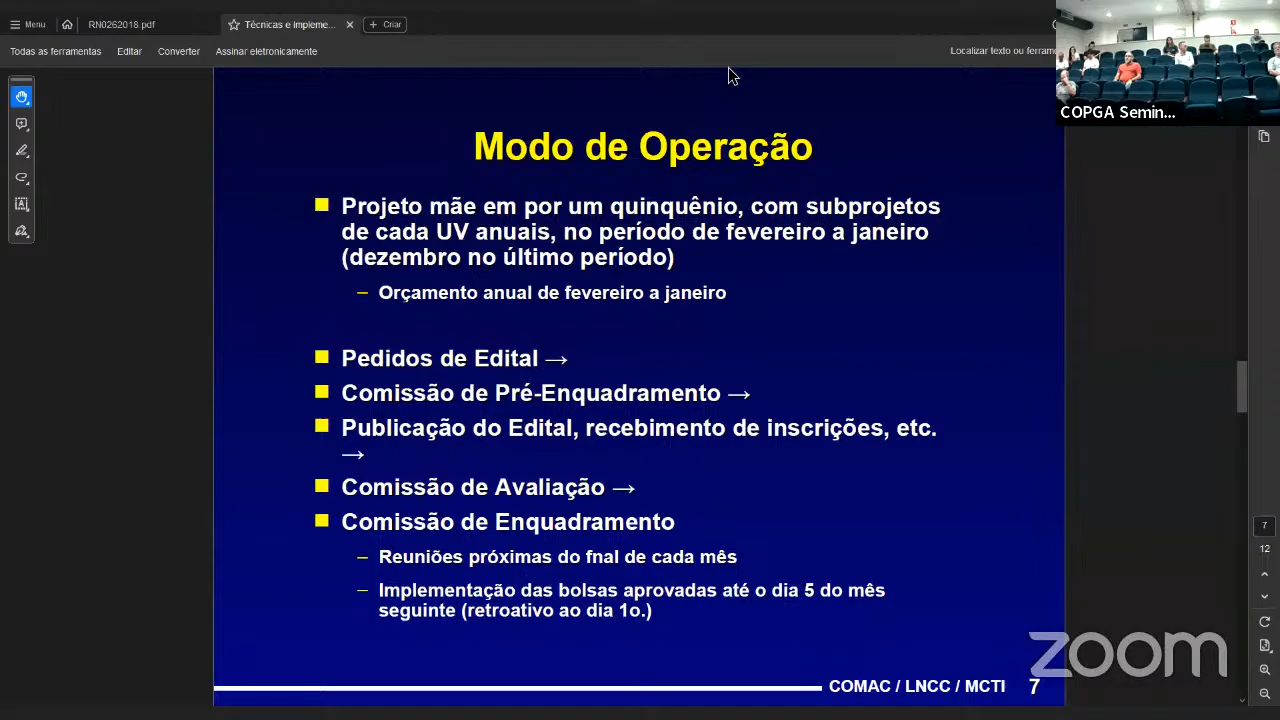 Menu
RN0262018.pdf
Técnicas e Impleme...
Criar
Todas as ferramentas
Editar
Converter
Assinar eletronicamente
Localizar texto ou ferram
COPGA Semin...
Modo de Operação
Projeto mãe em por um quinquênio, com subprojetos
de cada UV anuais, no período de fevereiro a janeiro
(dezembro no último período)
– Orçamento anual de fevereiro a janeiro
Pedidos de Edital →
Comissão de Pré-Enquadramento →
Publicação do Edital, recebimento de inscrições, etc.
→
Comissão de Avaliação →
Comissão de Enquadramento
– Reuniões próximas do fnal de cada mês
– Implementação das bolsas aprovadas até o dia 5 do mês
seguinte (retroativo ao dia 1o.)
COMAC / LNCC / MCTI 7
7
12
zoom